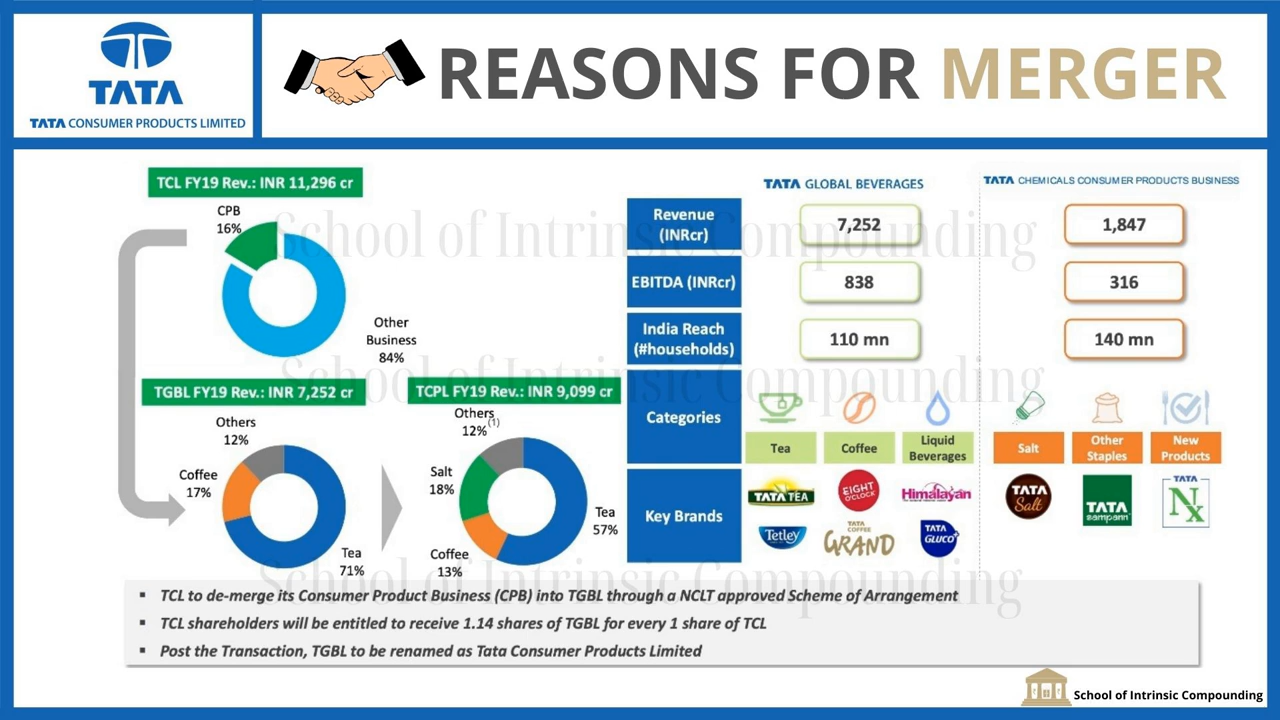 TATA
TATA CONSUMER PRODUCTS LIMITED
REASONS FOR MERGER
TCL FY19 Rev.: INR 11,296 cr
CPB
16%
Other
Business
84%
TGBL FY19 Rev.: INR 7,252 cr
Others
12%
Coffee
17%
Tea
71%
TCPL FY19 Rev.: INR 9,099 cr
Others
12%(1)
Salt
18%
Coffee
13%
Tea
57%
TATA GLOBAL BEVERAGES
TATA CHEMICALS CONSUMER PRODUCTS BUSINESS
Revenue
(INRcr)
7,252
1,847
EBITDA (INRcr)
838
316
India Reach
(#households)
110 mn
140 mn
Categories
Tea
Coffee
Liquid
Beverages
Salt
Other
Staples
New
Products
Key Brands
TATA TEA
EIGHT
O'CLOCK
Himalayan
TATA
Salt
TATA
sampann
TATA
Nx
Tetley
TATA
COFFEE
GRAND
TATA
GLUCO+
School of Intrinsic Compounding
School of Intrinsic Compounding
School of Intrinsic Compounding
▪ TCL to de-merge its Consumer Product Business (CPB) into TGBL through a NCLT approved Scheme of Arrangement
▪ TCL shareholders will be entitled to receive 1.14 shares of TGBL for every 1 share of TCL
▪ Post the Transaction, TGBL to be renamed as Tata Consumer Products Limited
School of Intrinsic Compounding